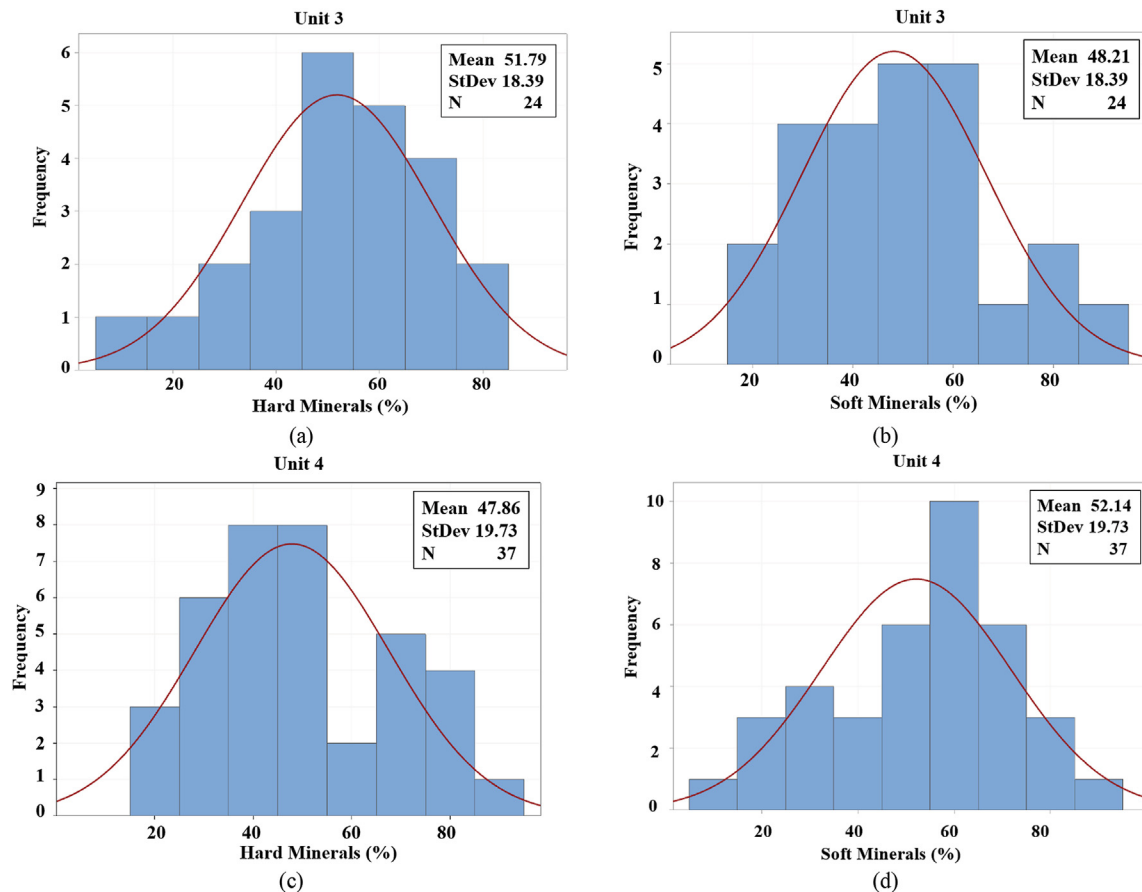 Unit 3
6
5
4
3
2
1
0
Frequency
Mean 51.79
StDev 18.39
N 24
20 40 60 80
Hard Minerals (%)
(a)
Unit 3
5
4
3
2
1
0
Frequency
Mean 48.21
StDev 18.39
N 24
20 40 60 80
Soft Minerals (%)
(b)
Unit 4
9
8
7
6
5
4
3
2
1
0
Frequency
Mean 47.86
StDev 19.73
N 37
20 40 60 80
Hard Minerals (%)
(c)
Unit 4
10
8
6
4
2
0
Frequency
Mean 52.14
StDev 19.73
N 37
20 40 60 80
Soft Minerals (%)
(d)